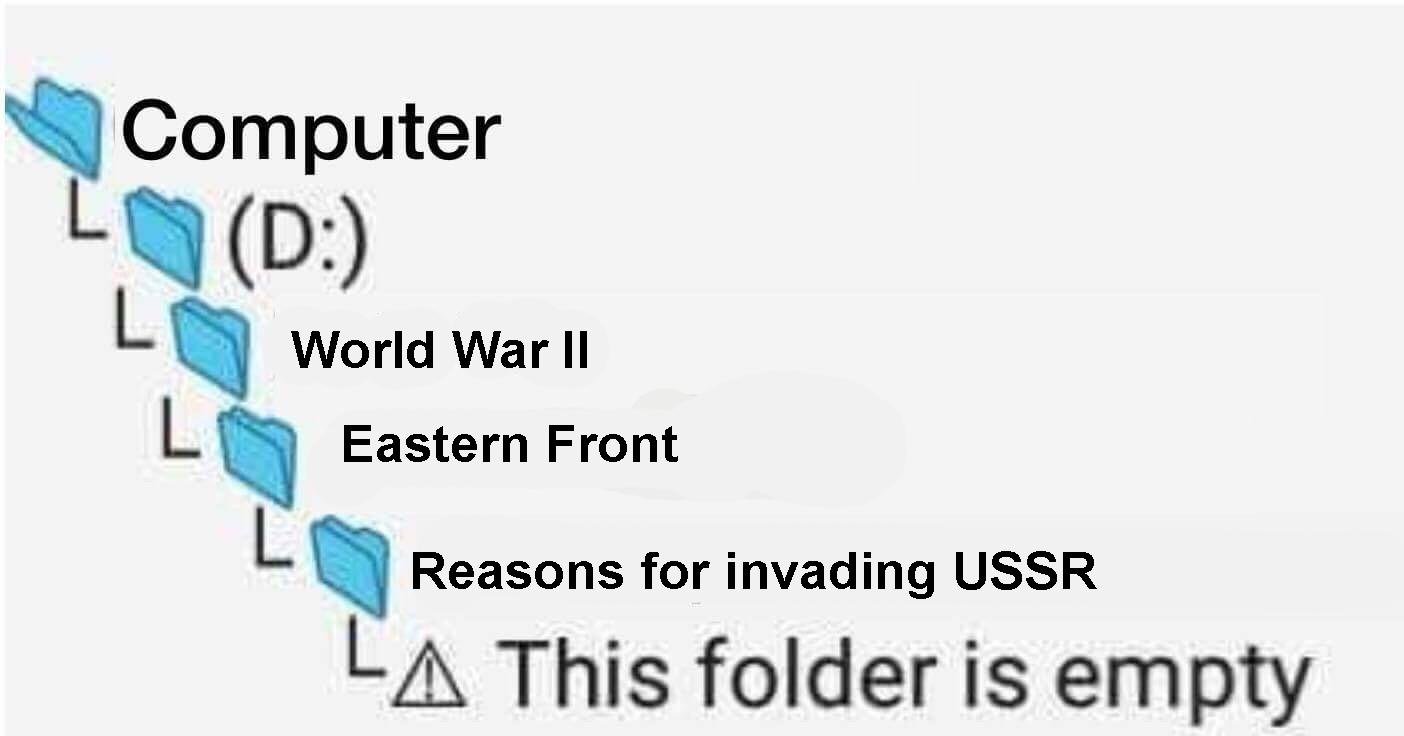 Computer
(D:)
World War II
Eastern Front
Reasons for invading USSR
⚠ This folder is empty